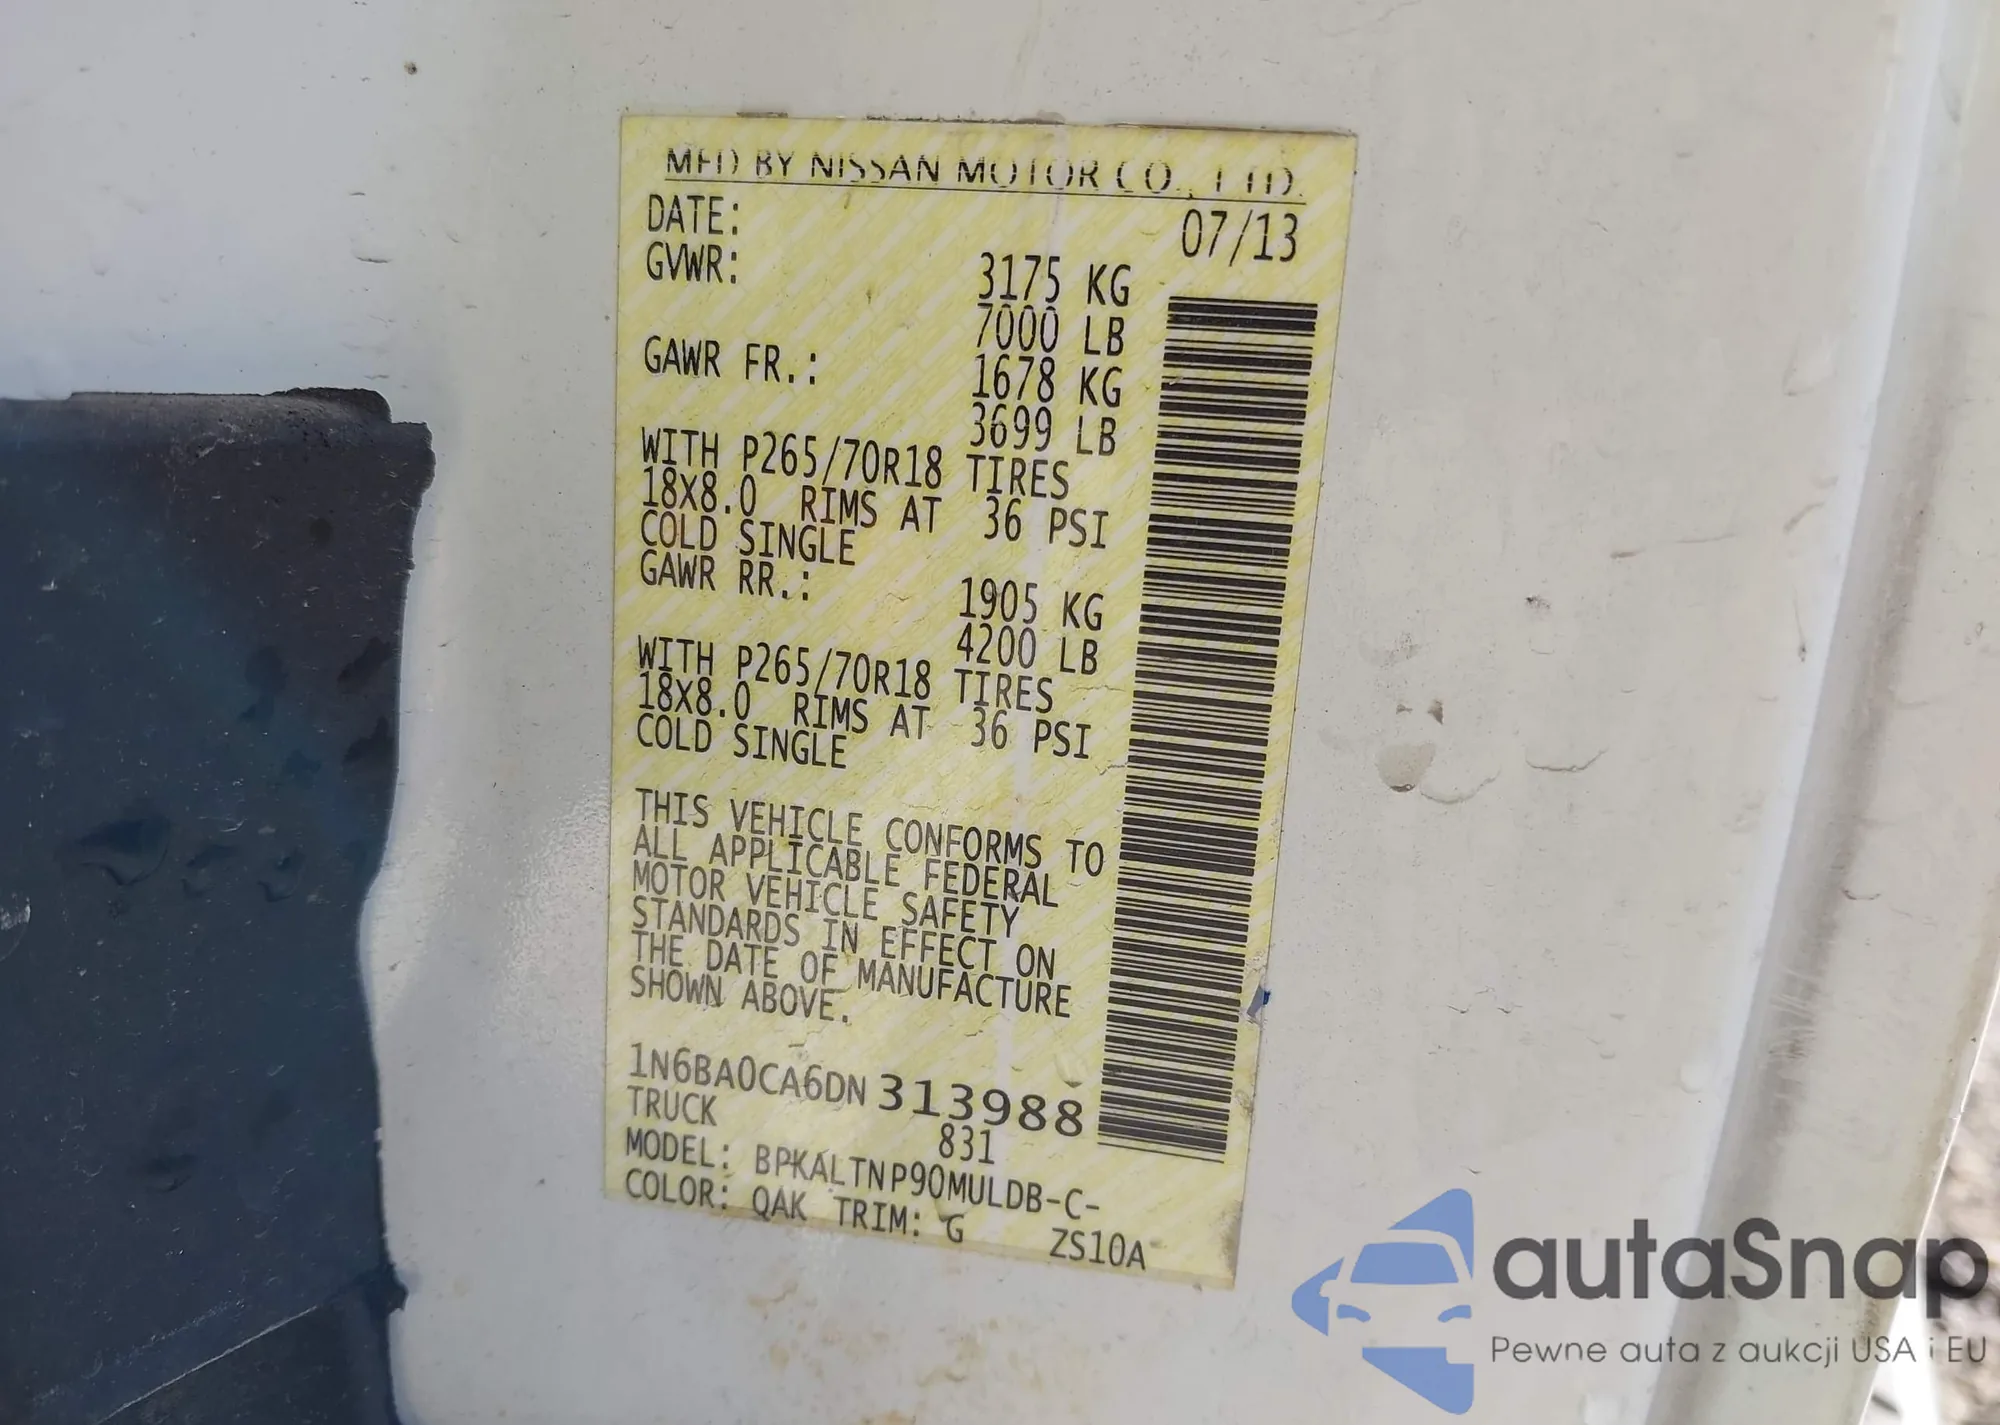 MFD BY NISSAN MOTOR CO., LTD.
DATE: 07/13
GVWR: 3175 KG
7000 LB
GAWR FR.: 1678 KG
3699 LB
WITH P265/70R18 TIRES
18X8.0 RIMS AT 36 PSI
COLD SINGLE
GAWR RR.: 1905 KG
4200 LB
WITH P265/70R18 TIRES
18X8.0 RIMS AT 36 PSI
COLD SINGLE
THIS VEHICLE CONFORMS TO
ALL APPLICABLE FEDERAL
MOTOR VEHICLE SAFETY
STANDARDS IN EFFECT ON
THE DATE OF MANUFACTURE
SHOWN ABOVE.
1N6BA0CA6DN313988
TRUCK 831
MODEL: BPKALTNP90MULDB-C-
COLOR: QAK TRIM: G ZS10A
autaSnap
Pewne auta z aukcji USA i EU